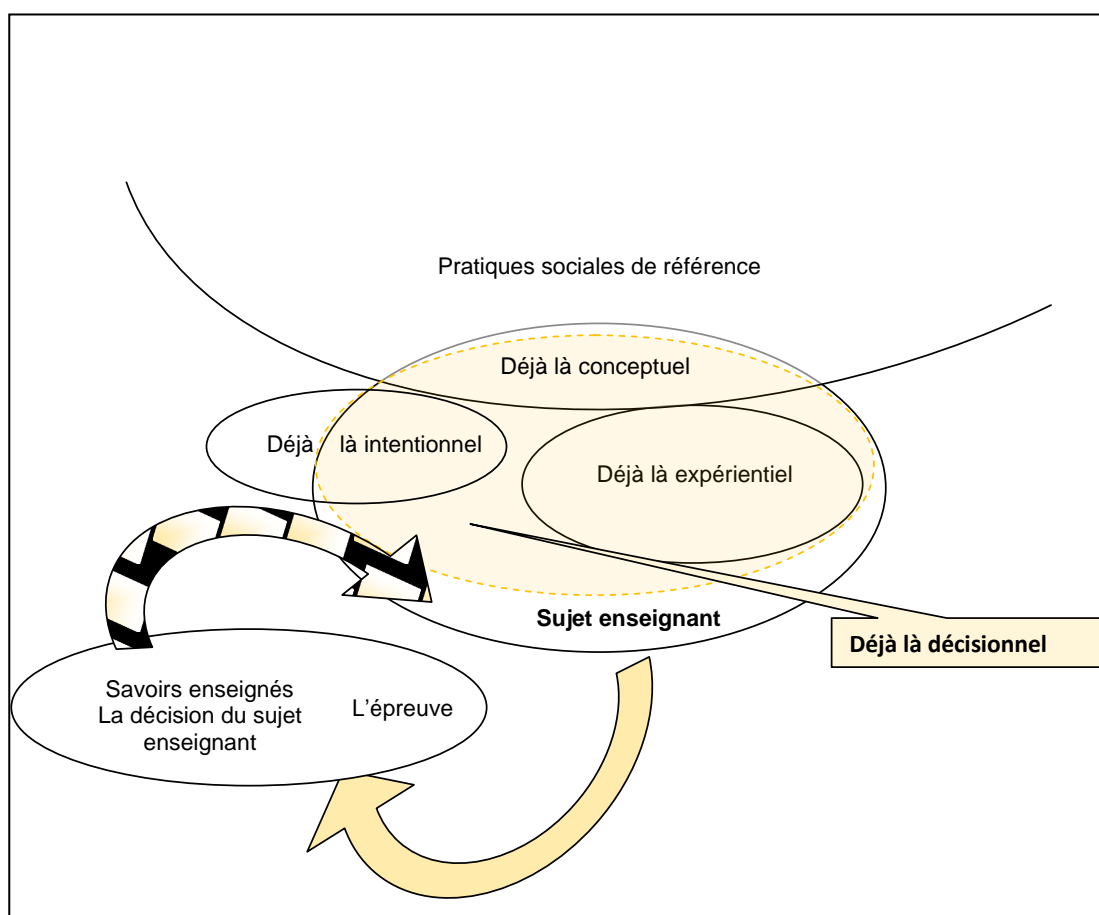 Pratiques sociales de référence
Déjà là conceptuel
Déjà là intentionnel
Déjà là expérientiel
Sujet enseignant
Déjà là décisionnel
Savoirs enseignés
La décision du sujet
enseignant
L'épreuve